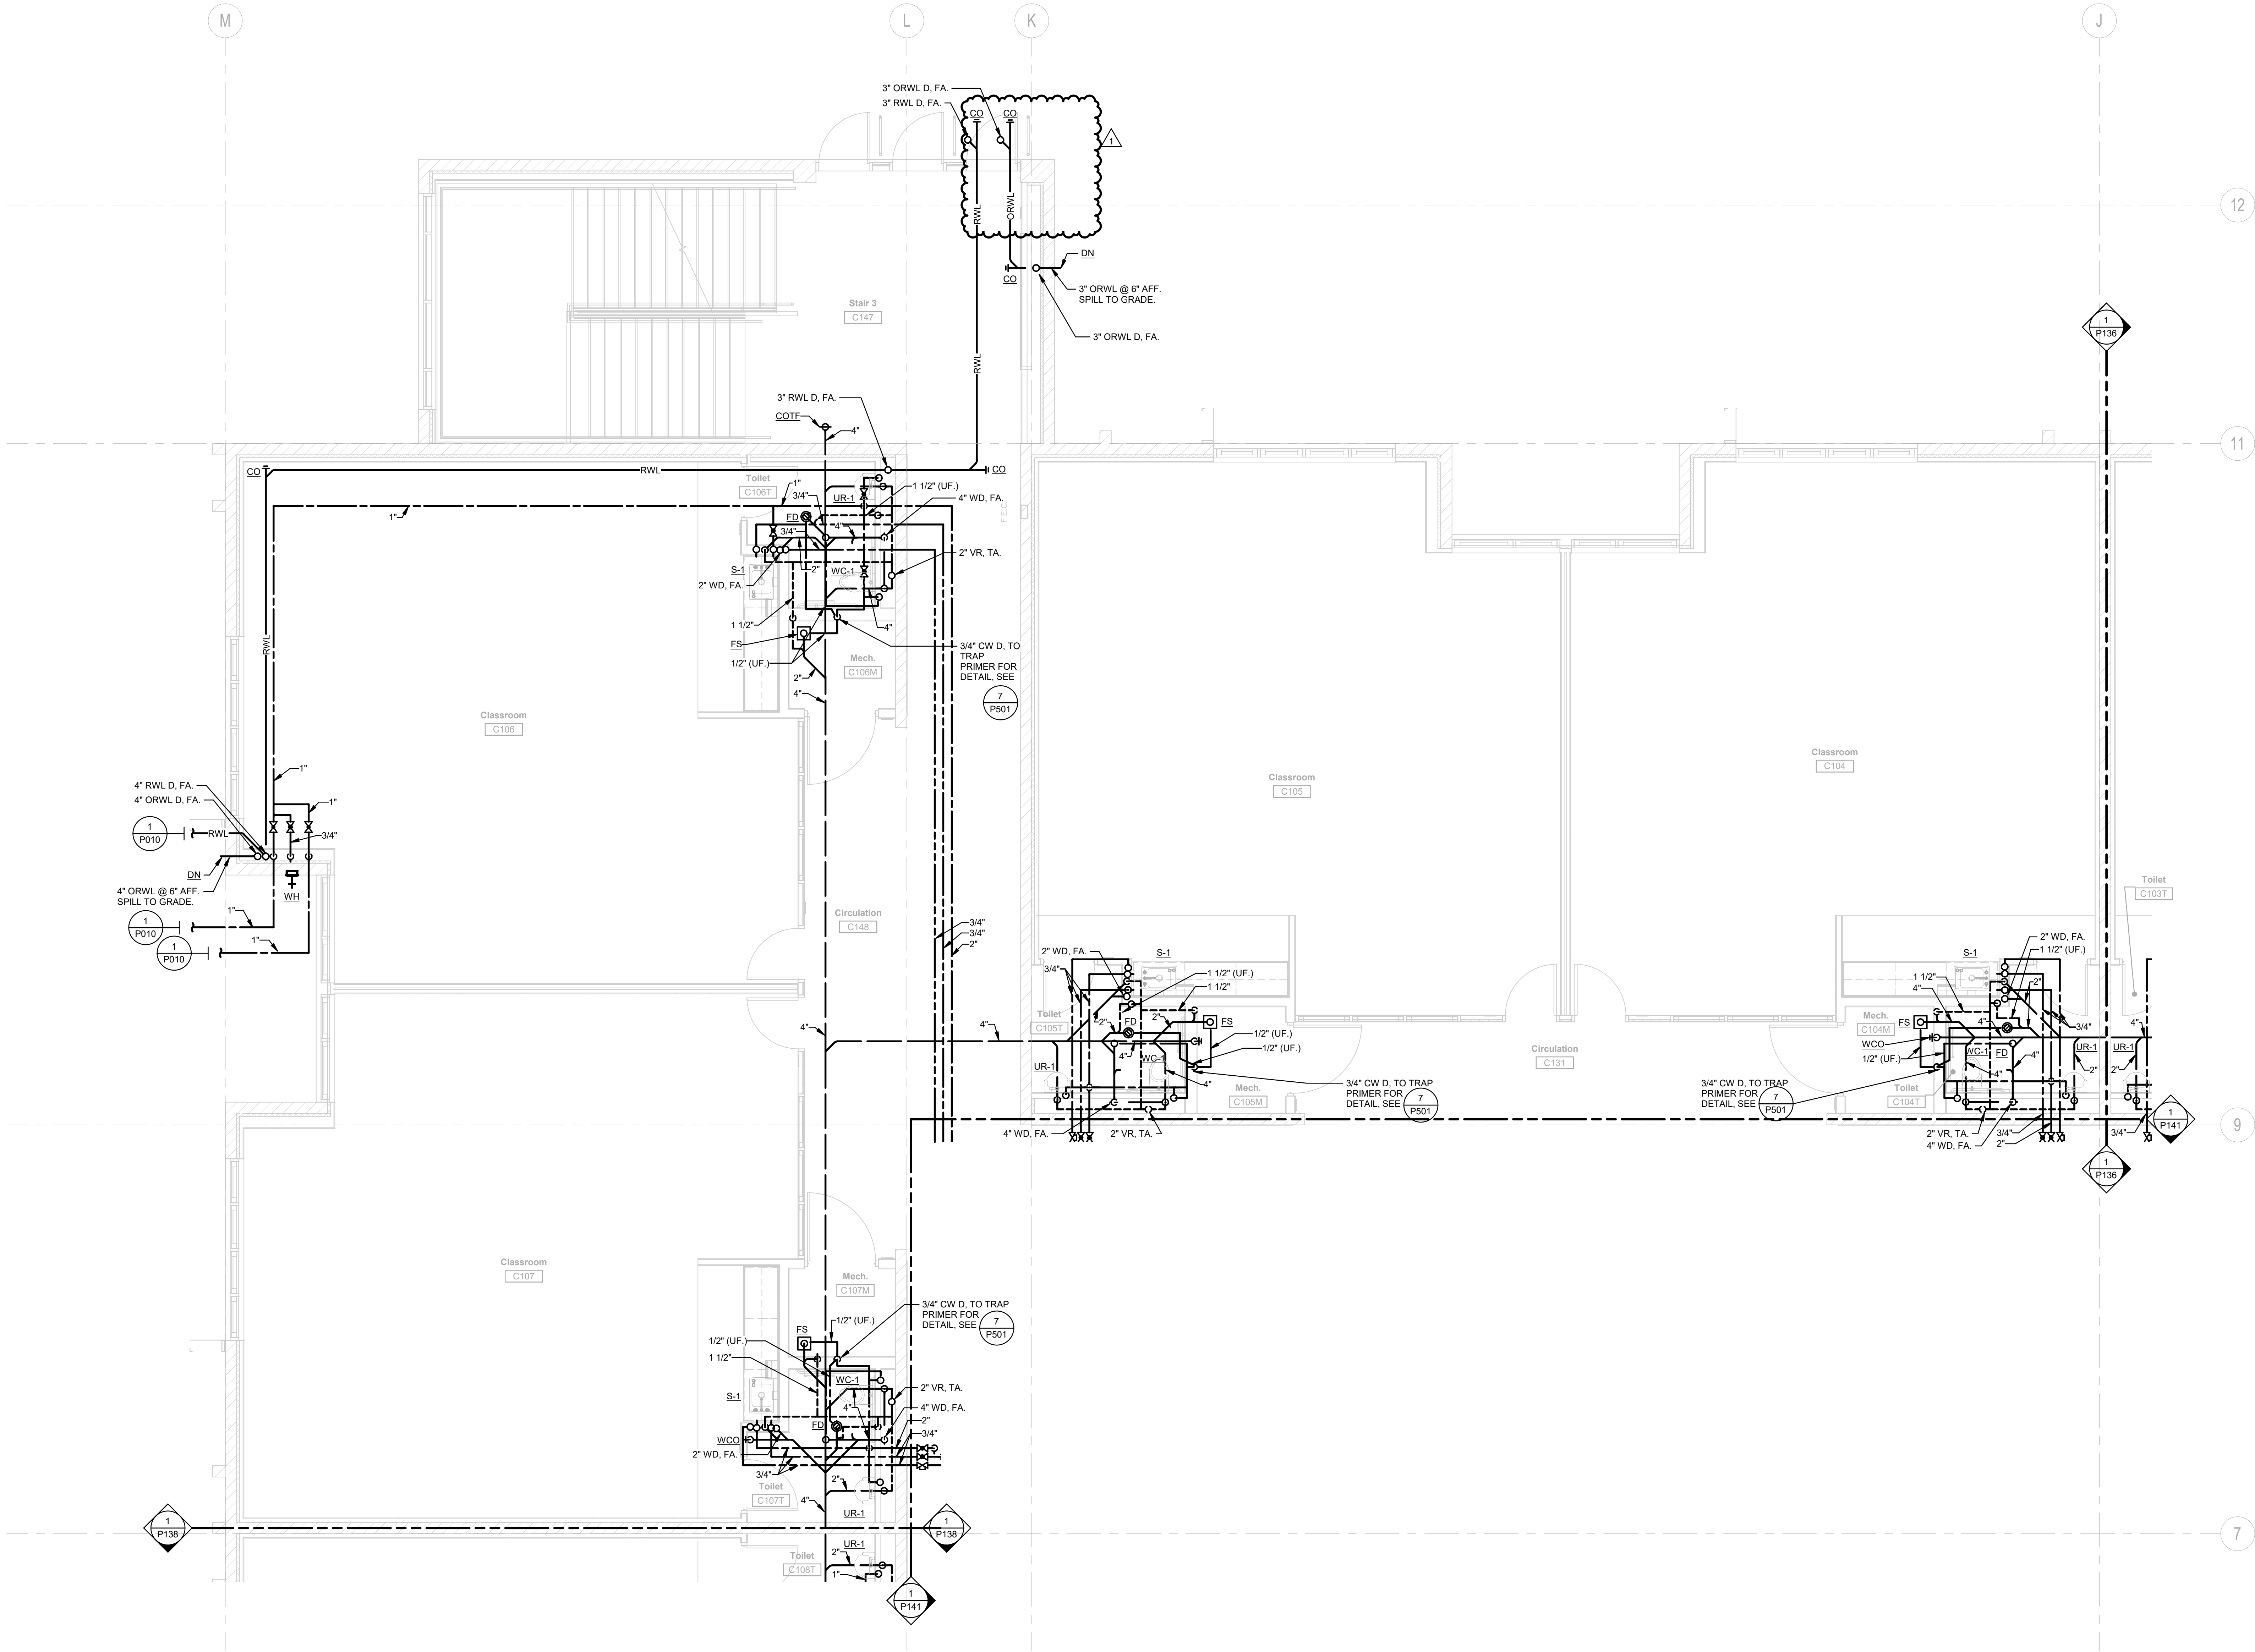 M
L
K
J
3" ORWL D, FA.
3" RWL D, FA.
CO
CO
1
RWL
ORWL
12
DN
CO
3" ORWL @ 6" AFF.
SPILL TO GRADE.
Stair 3
C147
3" ORWL D, FA.
1
P136
RWL
3" RWL D, FA.
COTF
4"
11
CO
RWL
CO
Toilet
C106T
1"
3/4"
UR-1
1 1/2" (UF.)
4" WD, FA.
1"
FD
3/4"
4"
F.E.C
2" VR, TA.
S-1
2"
WC-1
2" WD, FA.
1 1/2"
4"
FS
1/2" (UF.)
RWL
3/4" CW D, TO
TRAP
PRIMER FOR
DETAIL, SEE
7
P501
Mech.
C106M
2"
4"
Classroom
C106
Classroom
C105
Classroom
C104
1"
4" RWL D, FA.
4" ORWL D, FA.
1"
1
P010
RWL
3/4"
DN
4" ORWL @ 6" AFF.
SPILL TO GRADE.
WH
1"
1
P010
1"
1
P010
Circulation
C148
3/4"
3/4"
2"
Toilet
C103T
2" WD, FA.
S-1
3/4"
1 1/2" (UF.)
1 1/2"
Toilet
C105T
2"
FD
2"
FS
1/2" (UF.)
1/2" (UF.)
4"
4"
4"
WC-1
UR-1
4"
Mech.
C105M
3/4" CW D, TO TRAP
PRIMER FOR
DETAIL, SEE
7
P501
4" WD, FA.
2" VR, TA.
Circulation
C131
S-1
2" WD, FA.
1 1/2" (UF.)
1 1/2"
4"
2"
Mech.
C104M
FS
4"
3/4"
4"
WCO
1/2" (UF.)
WC-1
FD
4"
UR-1
UR-1
4"
2"
2"
3/4" CW D, TO TRAP
PRIMER FOR
DETAIL, SEE
7
P501
Toilet
C104T
2" VR, TA.
4" WD, FA.
3/4"
2"
3/4"
1
P141
9
1
P136
Classroom
C107
Mech.
C107M
3/4" CW D, TO TRAP
PRIMER FOR
DETAIL, SEE
7
P501
FS
1/2" (UF.)
1/2" (UF.)
1 1/2"
WC-1
S-1
2" VR, TA.
4"
4" WD, FA.
FD
2"
WCO
3/4"
2" WD, FA.
3/4"
2"
Toilet
C107T
4"
UR-1
1
P138
1
P138
7
UR-1
2"
Toilet
C108T
1"
1
P141